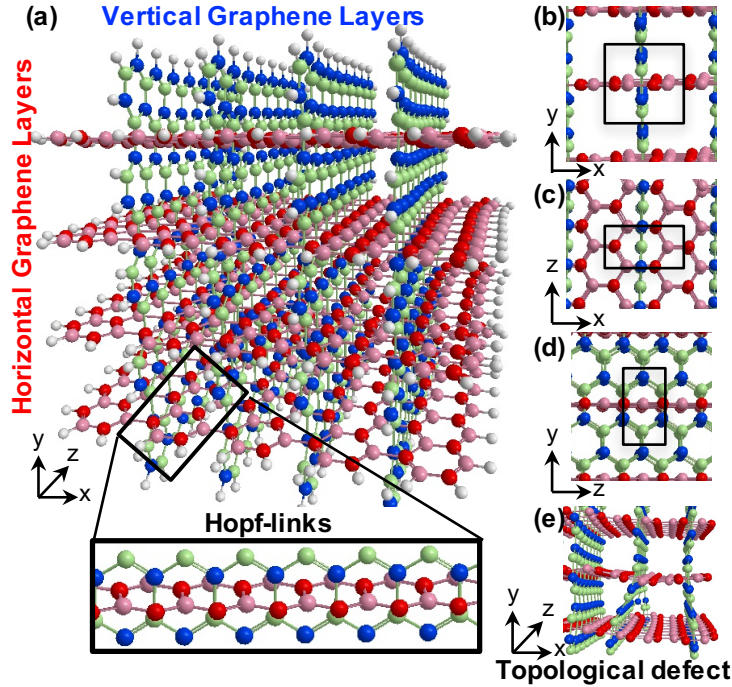 (a)
Vertical Graphene Layers
Horizontal Graphene Layers
y
z
x
Hopf-links
(b)
y
x
(c)
z
x
(d)
y
z
(e)
y
z
x
Topological defect